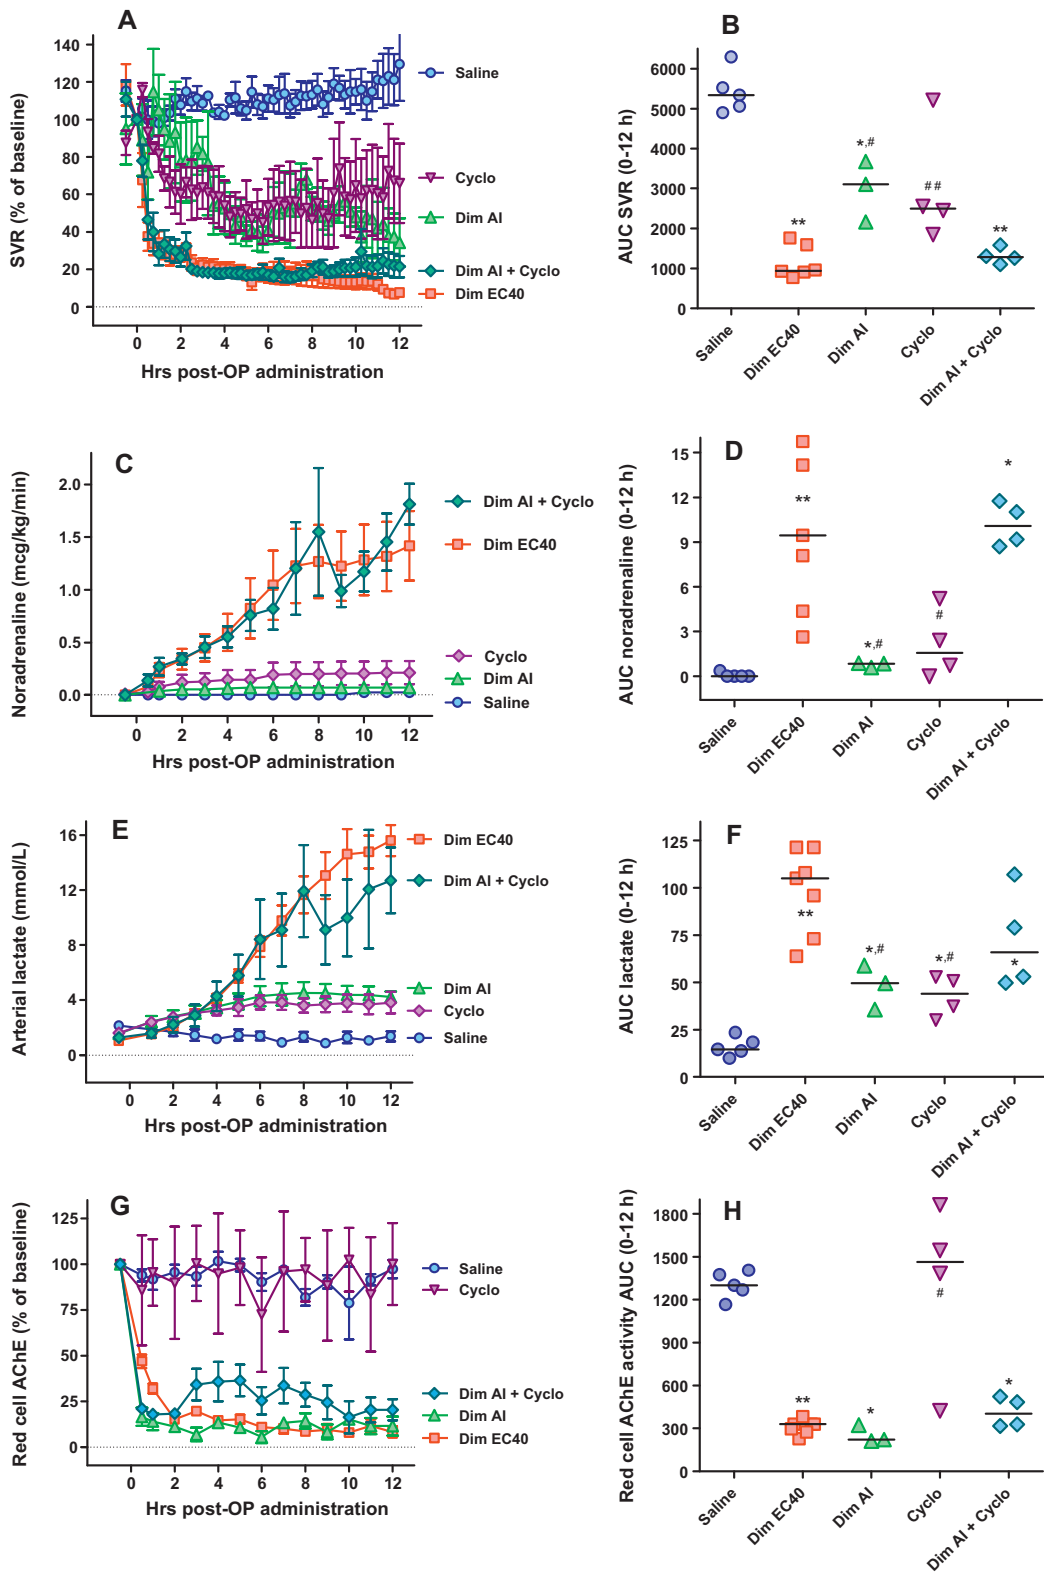 A
SVR (% of baseline)
140
120
100
80
60
40
20
0
0 2 4 6 8 10 12
Hrs post-OP administration
Saline
Cyclo
Dim AI
Dim AI + Cyclo
Dim EC40
B
AUC SVR (0-12 h)
6000
5000
4000
3000
2000
1000
0
**
*,#
##
**
Saline
Dim EC40
Dim AI
Cyclo
Dim AI + Cyclo
C
Noradrenaline (mcg/kg/min)
2.0
1.5
1.0
0.5
0.0
0 2 4 6 8 10 12
Hrs post-OP administration
Dim AI + Cyclo
Dim EC40
Cyclo
Dim AI
Saline
D
AUC noradrenaline (0-12 h)
15
12
9
6
3
0
**
*,#
#
*
Saline
Dim EC40
Dim AI
Cyclo
Dim AI + Cyclo
E
Arterial lactate (mmol/L)
16
12
8
4
0
0 2 4 6 8 10 12
Hrs post-OP administration
Dim EC40
Dim AI + Cyclo
Dim AI
Cyclo
Saline
F
AUC lactate (0-12 h)
125
100
75
50
25
0
**
*,#
*,#
*
Saline
Dim EC40
Dim AI
Cyclo
Dim AI + Cyclo
G
Red cell AChE (% of baseline)
125
100
75
50
25
0
0 2 4 6 8 10 12
Hrs post-OP administration
Saline
Cyclo
Dim AI + Cyclo
Dim AI
Dim EC40
H
Red cell AChE activity AUC (0-12 h)
1800
1500
1200
900
600
300
0
**
*
#
*
Saline
Dim EC40
Dim AI
Cyclo
Dim AI + Cyclo